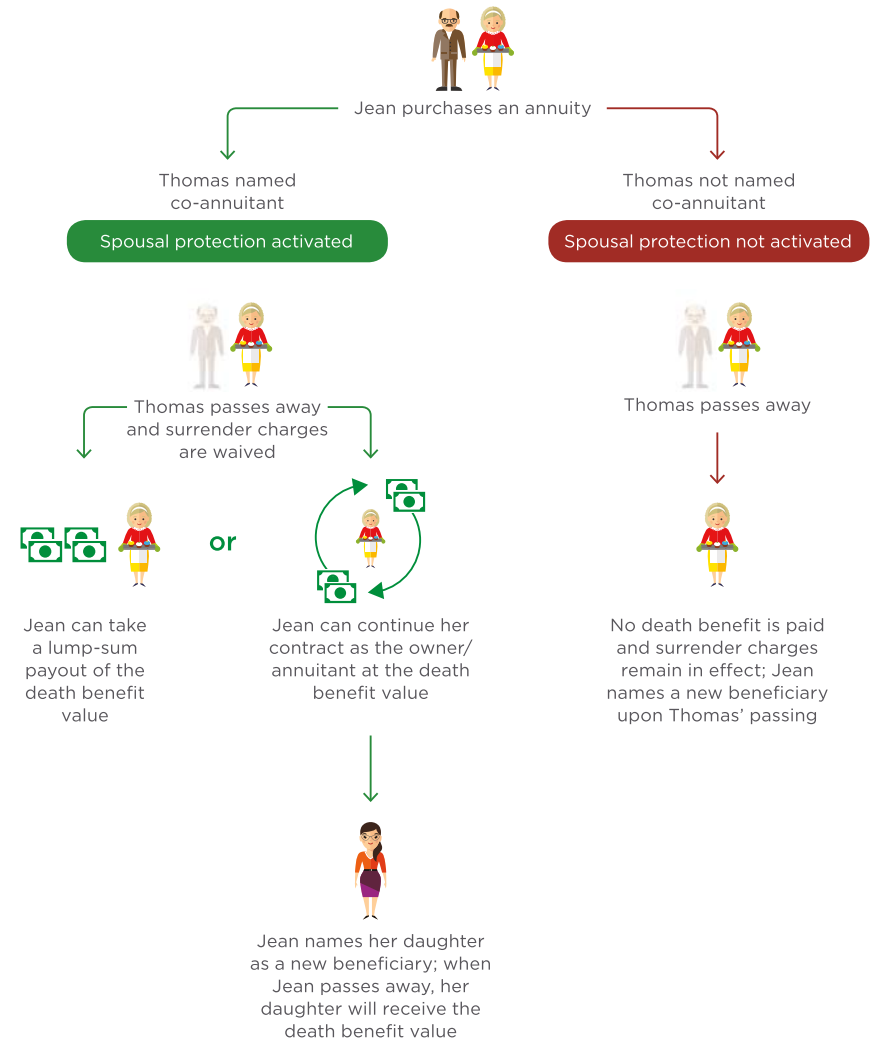 Jean purchases an annuity
Thomas named
co-annuitant
Spousal protection activated
Thomas not named
co-annuitant
Spousal protection not activated
Thomas passes away
and surrender charges
are waived
Thomas passes away
or
Jean can take
a lump-sum
payout of the
death benefit
value
Jean can continue her
contract as the owner/
annuitant at the death
benefit value
No death benefit is paid
and surrender charges
remain in effect; Jean
names a new beneficiary
upon Thomas’ passing
Jean names her daughter
as a new beneficiary; when
Jean passes away, her
daughter will receive the
death benefit value